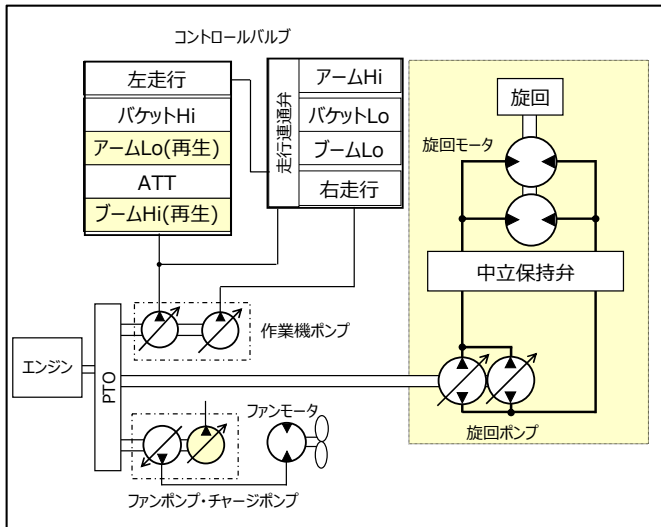 コントロールバルブ
左走行
バケットHi
アームLo(再生)
ATT
ブームHi(再生)
走行連通弁
アームHi
バケットLo
ブームLo
右走行
旋回
旋回モータ
中立保持弁
作業機ポンプ
エンジン
PTO
ファンモータ
旋回ポンプ
ファンポンプ・チャージポンプ